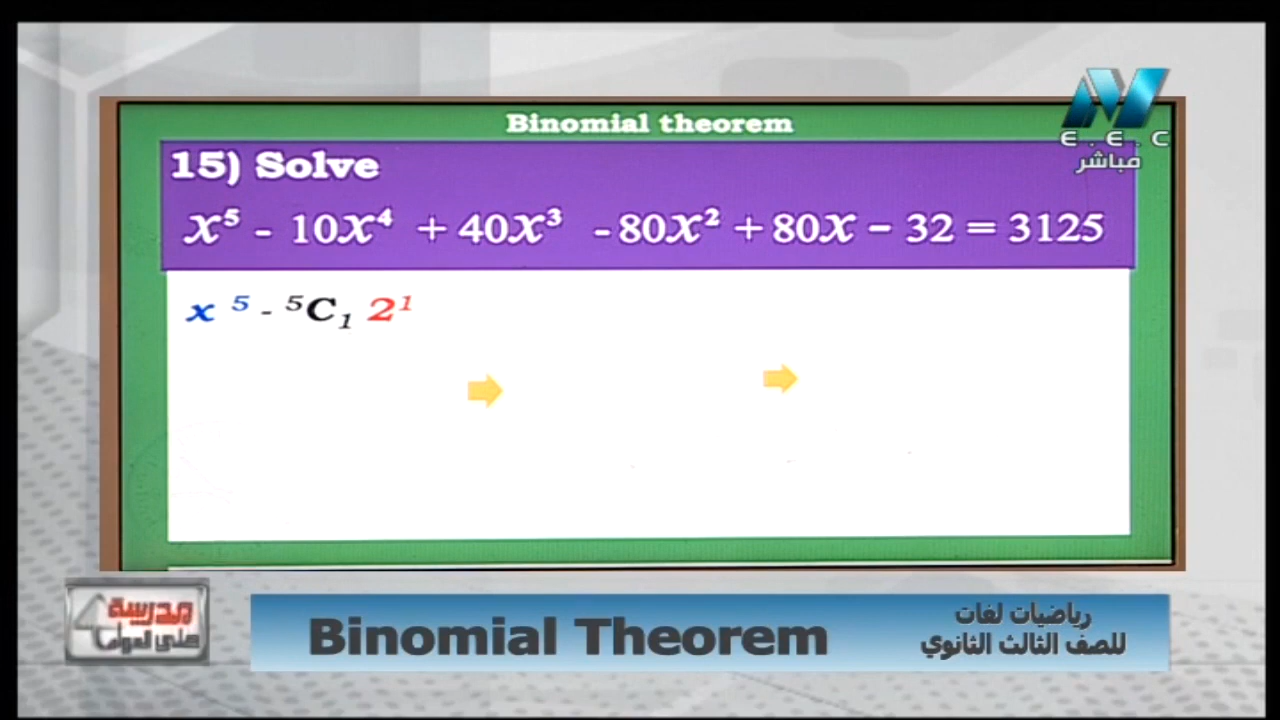 Binomial theorem
E . E . C
مباشر
15) Solve
x⁵ - 10x⁴ + 40x³ - 80x² + 80x – 32 = 3125
x ⁵ - ⁵C₁ 2¹
مدرسة
على الهواء
Binomial Theorem
رياضيات لغات
للصف الثالث الثانوي